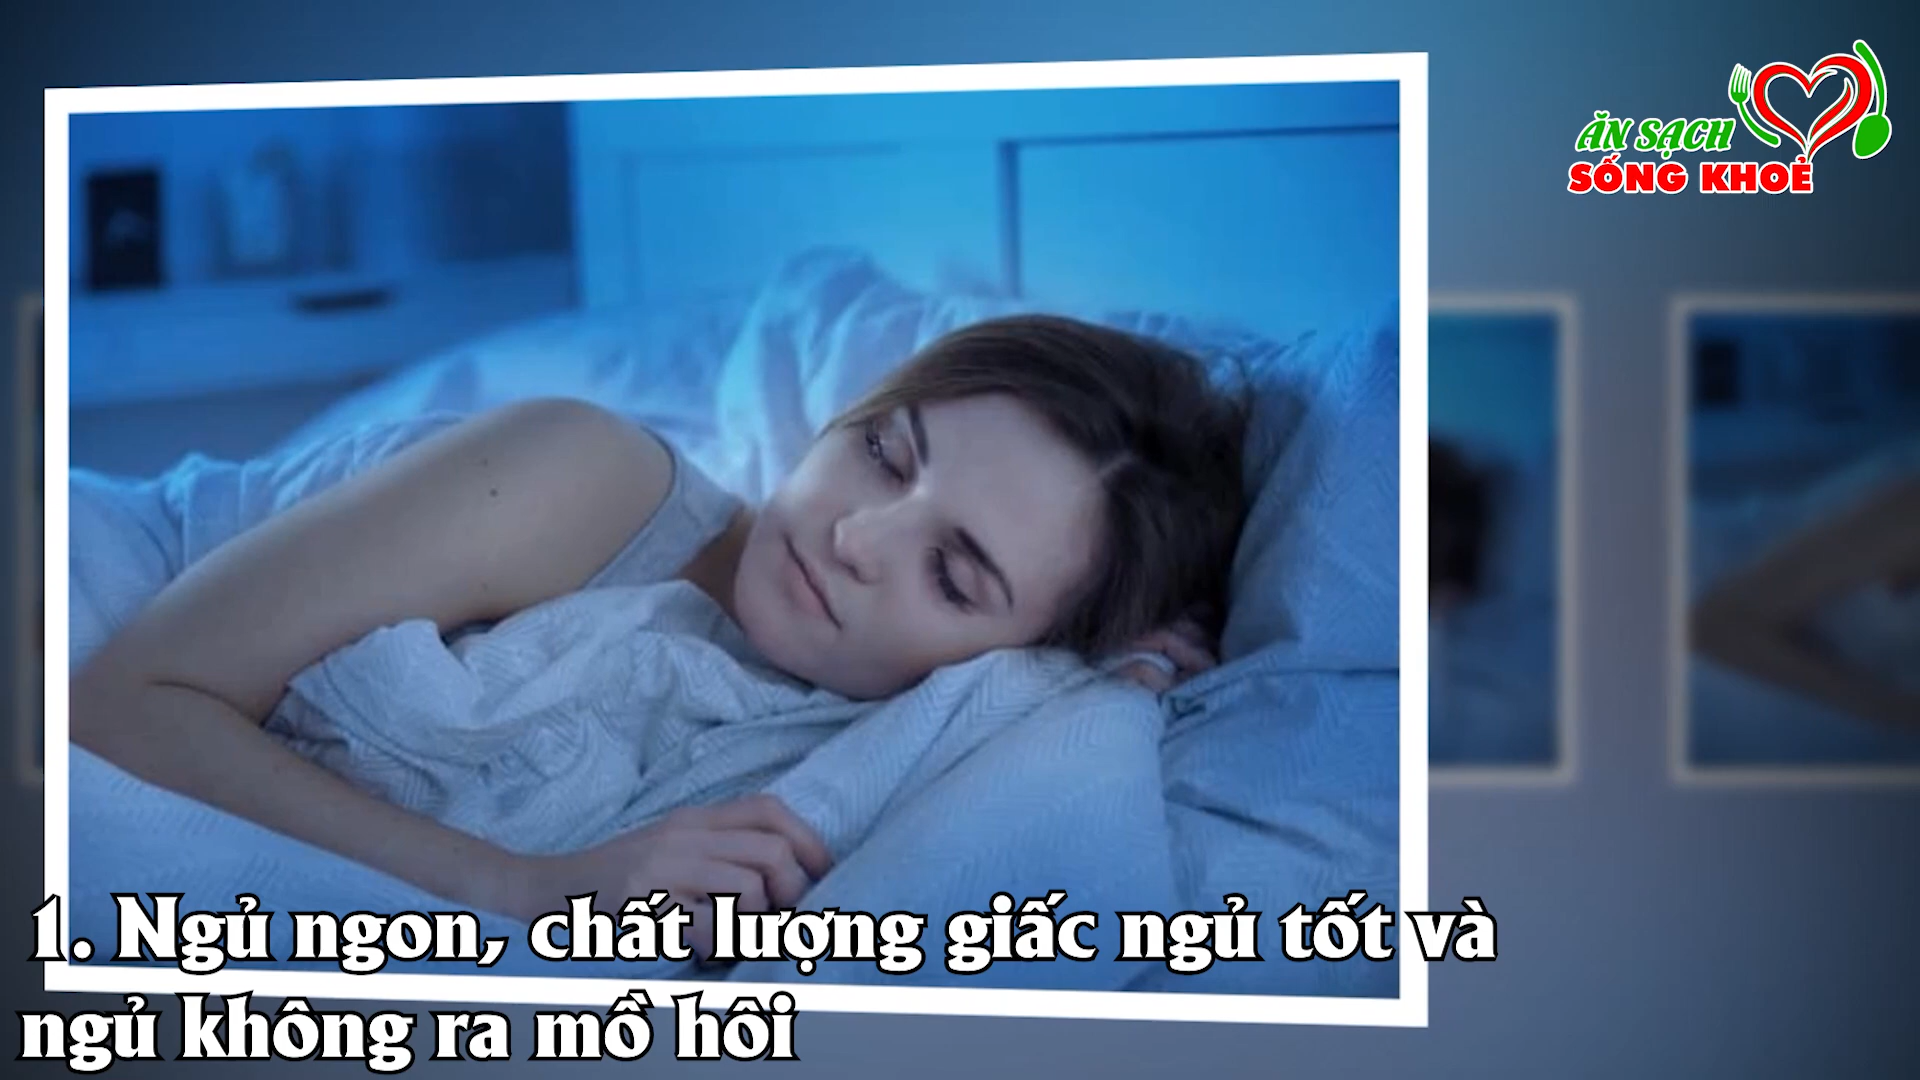 ĂN SẠCH
SỐNG KHOẺ
1. Ngủ ngon, chất lượng giấc ngủ tốt và
ngủ không ra mồ hôi